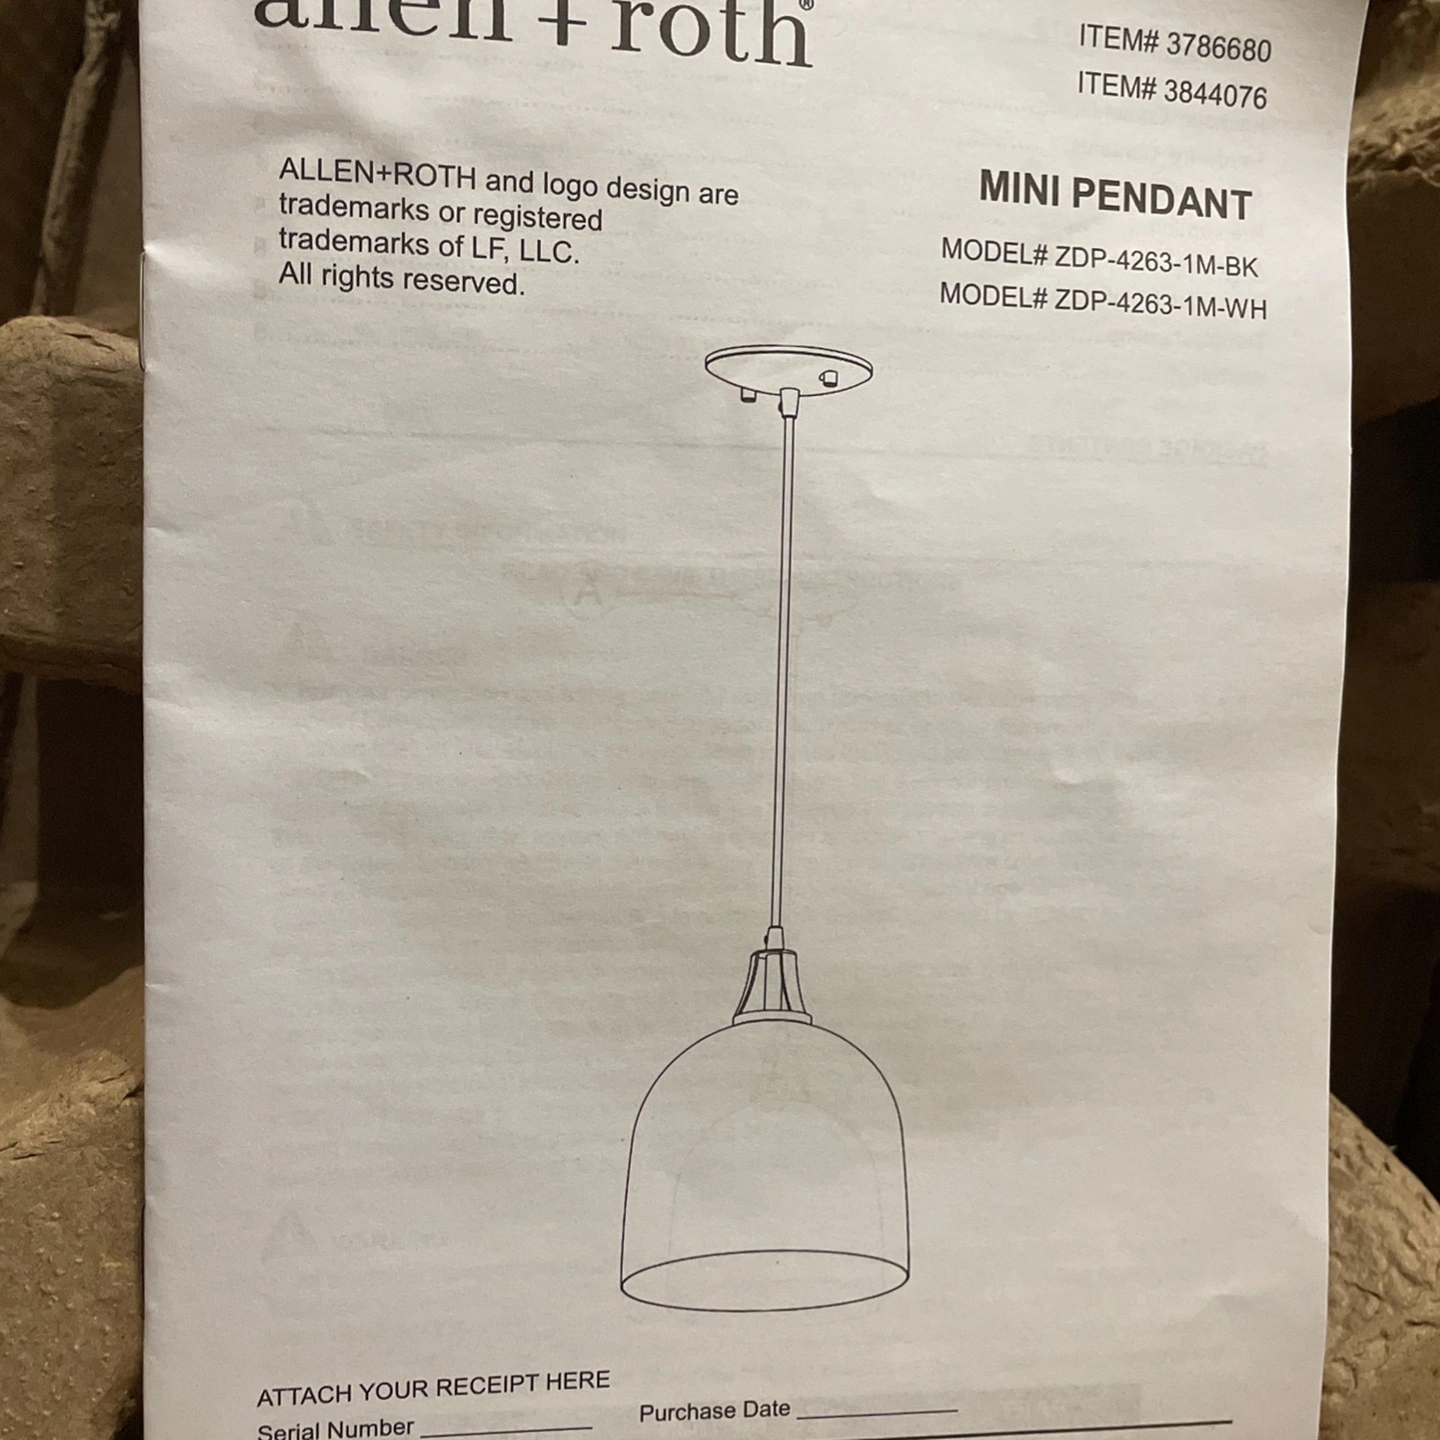 allen + roth®
ITEM# 3786680
ITEM# 3844076
ALLEN+ROTH and logo design are
trademarks or registered
trademarks of LF, LLC.
All rights reserved.
MINI PENDANT
MODEL# ZDP-4263-1M-BK
MODEL# ZDP-4263-1M-WH
ATTACH YOUR RECEIPT HERE
Serial Number
Purchase Date